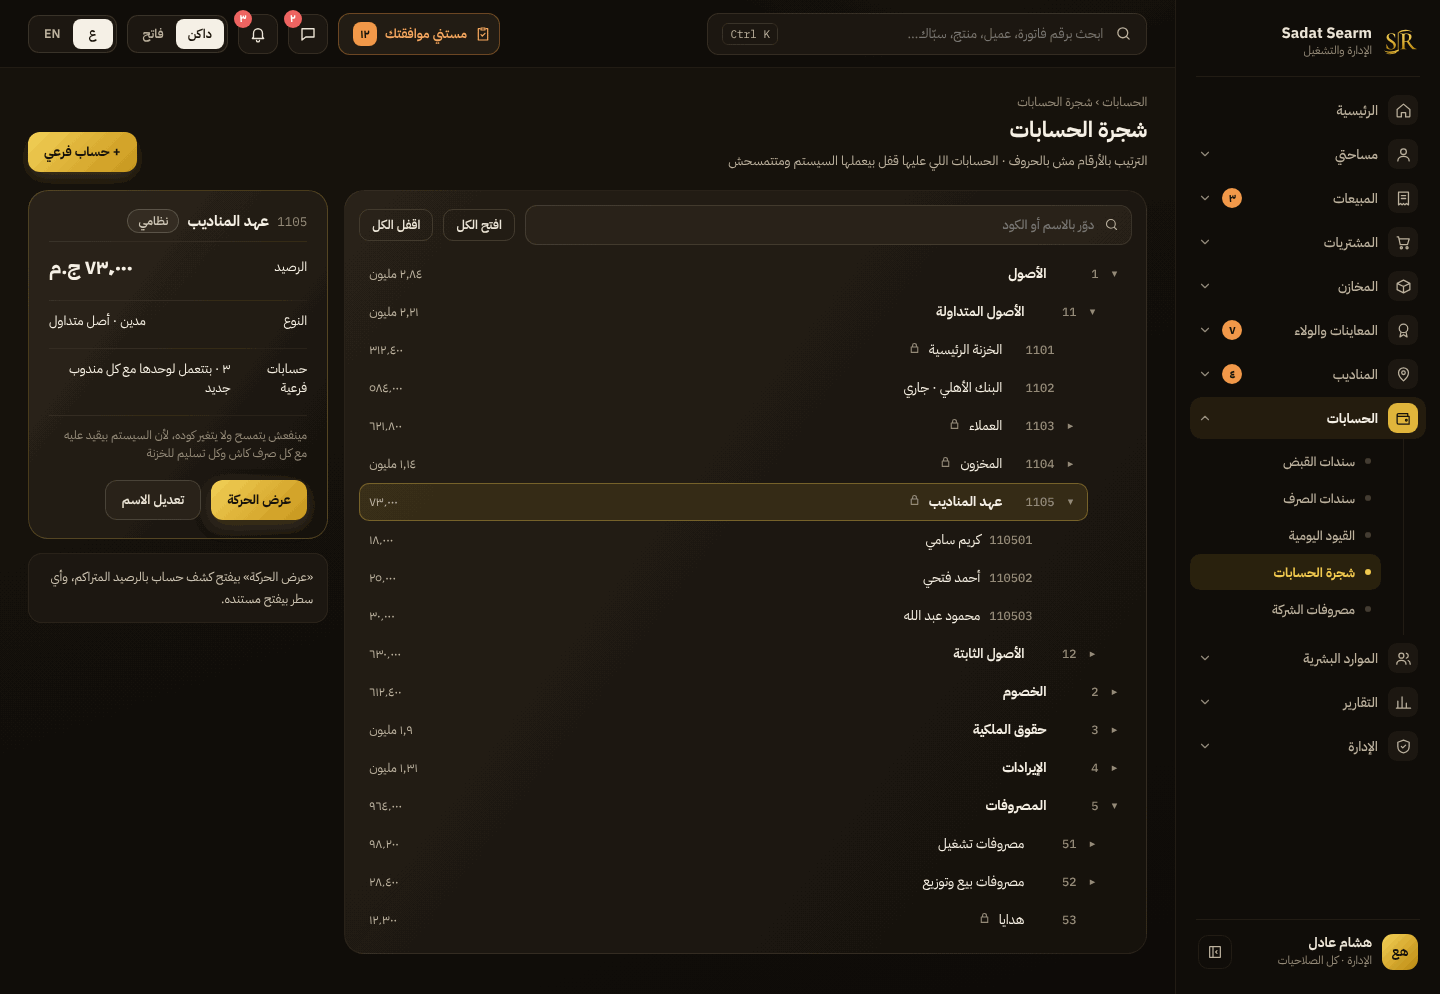 Sadat Searm
الإدارة والتشغيل
SR
الرئيسية
مساحتي
المبيعات ٣
المشتريات
المخازن
المعاينات والولاء ٧
المناديب ٤
الحسابات
سندات القبض
سندات الصرف
القيود اليومية
شجرة الحسابات
مصروفات الشركة
الموارد البشرية
التقارير
الإدارة
هع هشام عادل
الإدارة · كل الصلاحيات
ابحث برقم فاتورة، عميل، منتج، سبّاك... Ctrl K
مستني موافقتك ١٢
٢
٣
داكن فاتح
ع EN
الحسابات › شجرة الحسابات
شجرة الحسابات
الترتيب بالأرقام مش بالحروف · الحسابات اللي عليها قفل بيعملها السيستم ومتتمسحش
+ حساب فرعي
دوّر بالاسم أو الكود
افتح الكل
اقفل الكل
1 الأصول ٢,٨٤ مليون
11 الأصول المتداولة ٢,٢١ مليون
1101 الخزنة الرئيسية ٣١٢,٤٠٠
1102 البنك الأهلي · جاري ٥٨٤,٠٠٠
1103 العملاء ٦٢١,٨٠٠
1104 المخزون ١,١٤ مليون
1105 عهد المناديب ٧٣,٠٠٠
110501 كريم سامي ١٨,٠٠٠
110502 أحمد فتحي ٢٥,٠٠٠
110503 محمود عبد الله ٣٠,٠٠٠
12 الأصول الثابتة ٦٣٠,٠٠٠
2 الخصوم ٦١٢,٤٠٠
3 حقوق الملكية ١,٩ مليون
4 الإيرادات ١,٣١ مليون
5 المصروفات ٩٦٤,٠٠٠
51 مصروفات تشغيل ٩٨,٢٠٠
52 مصروفات بيع وتوزيع ٢٨,٤٠٠
53 هدايا ١٢,٣٠٠
1105 عهد المناديب نظامي
الرصيد ٧٣,٠٠٠ ج.م
النوع مدين · أصل متداول
حسابات فرعية ٣ · بتتعمل لوحدها مع كل مندوب جديد
مينفعش يتمسح ولا يتغير كوده، لأن السيستم بيقيد عليه
مع كل صرف كاش وكل تسليم للخزنة
عرض الحركة
تعديل الاسم
«عرض الحركة» بيفتح كشف حساب بالرصيد المتراكم، وأي
سطر بيفتح مستنده.